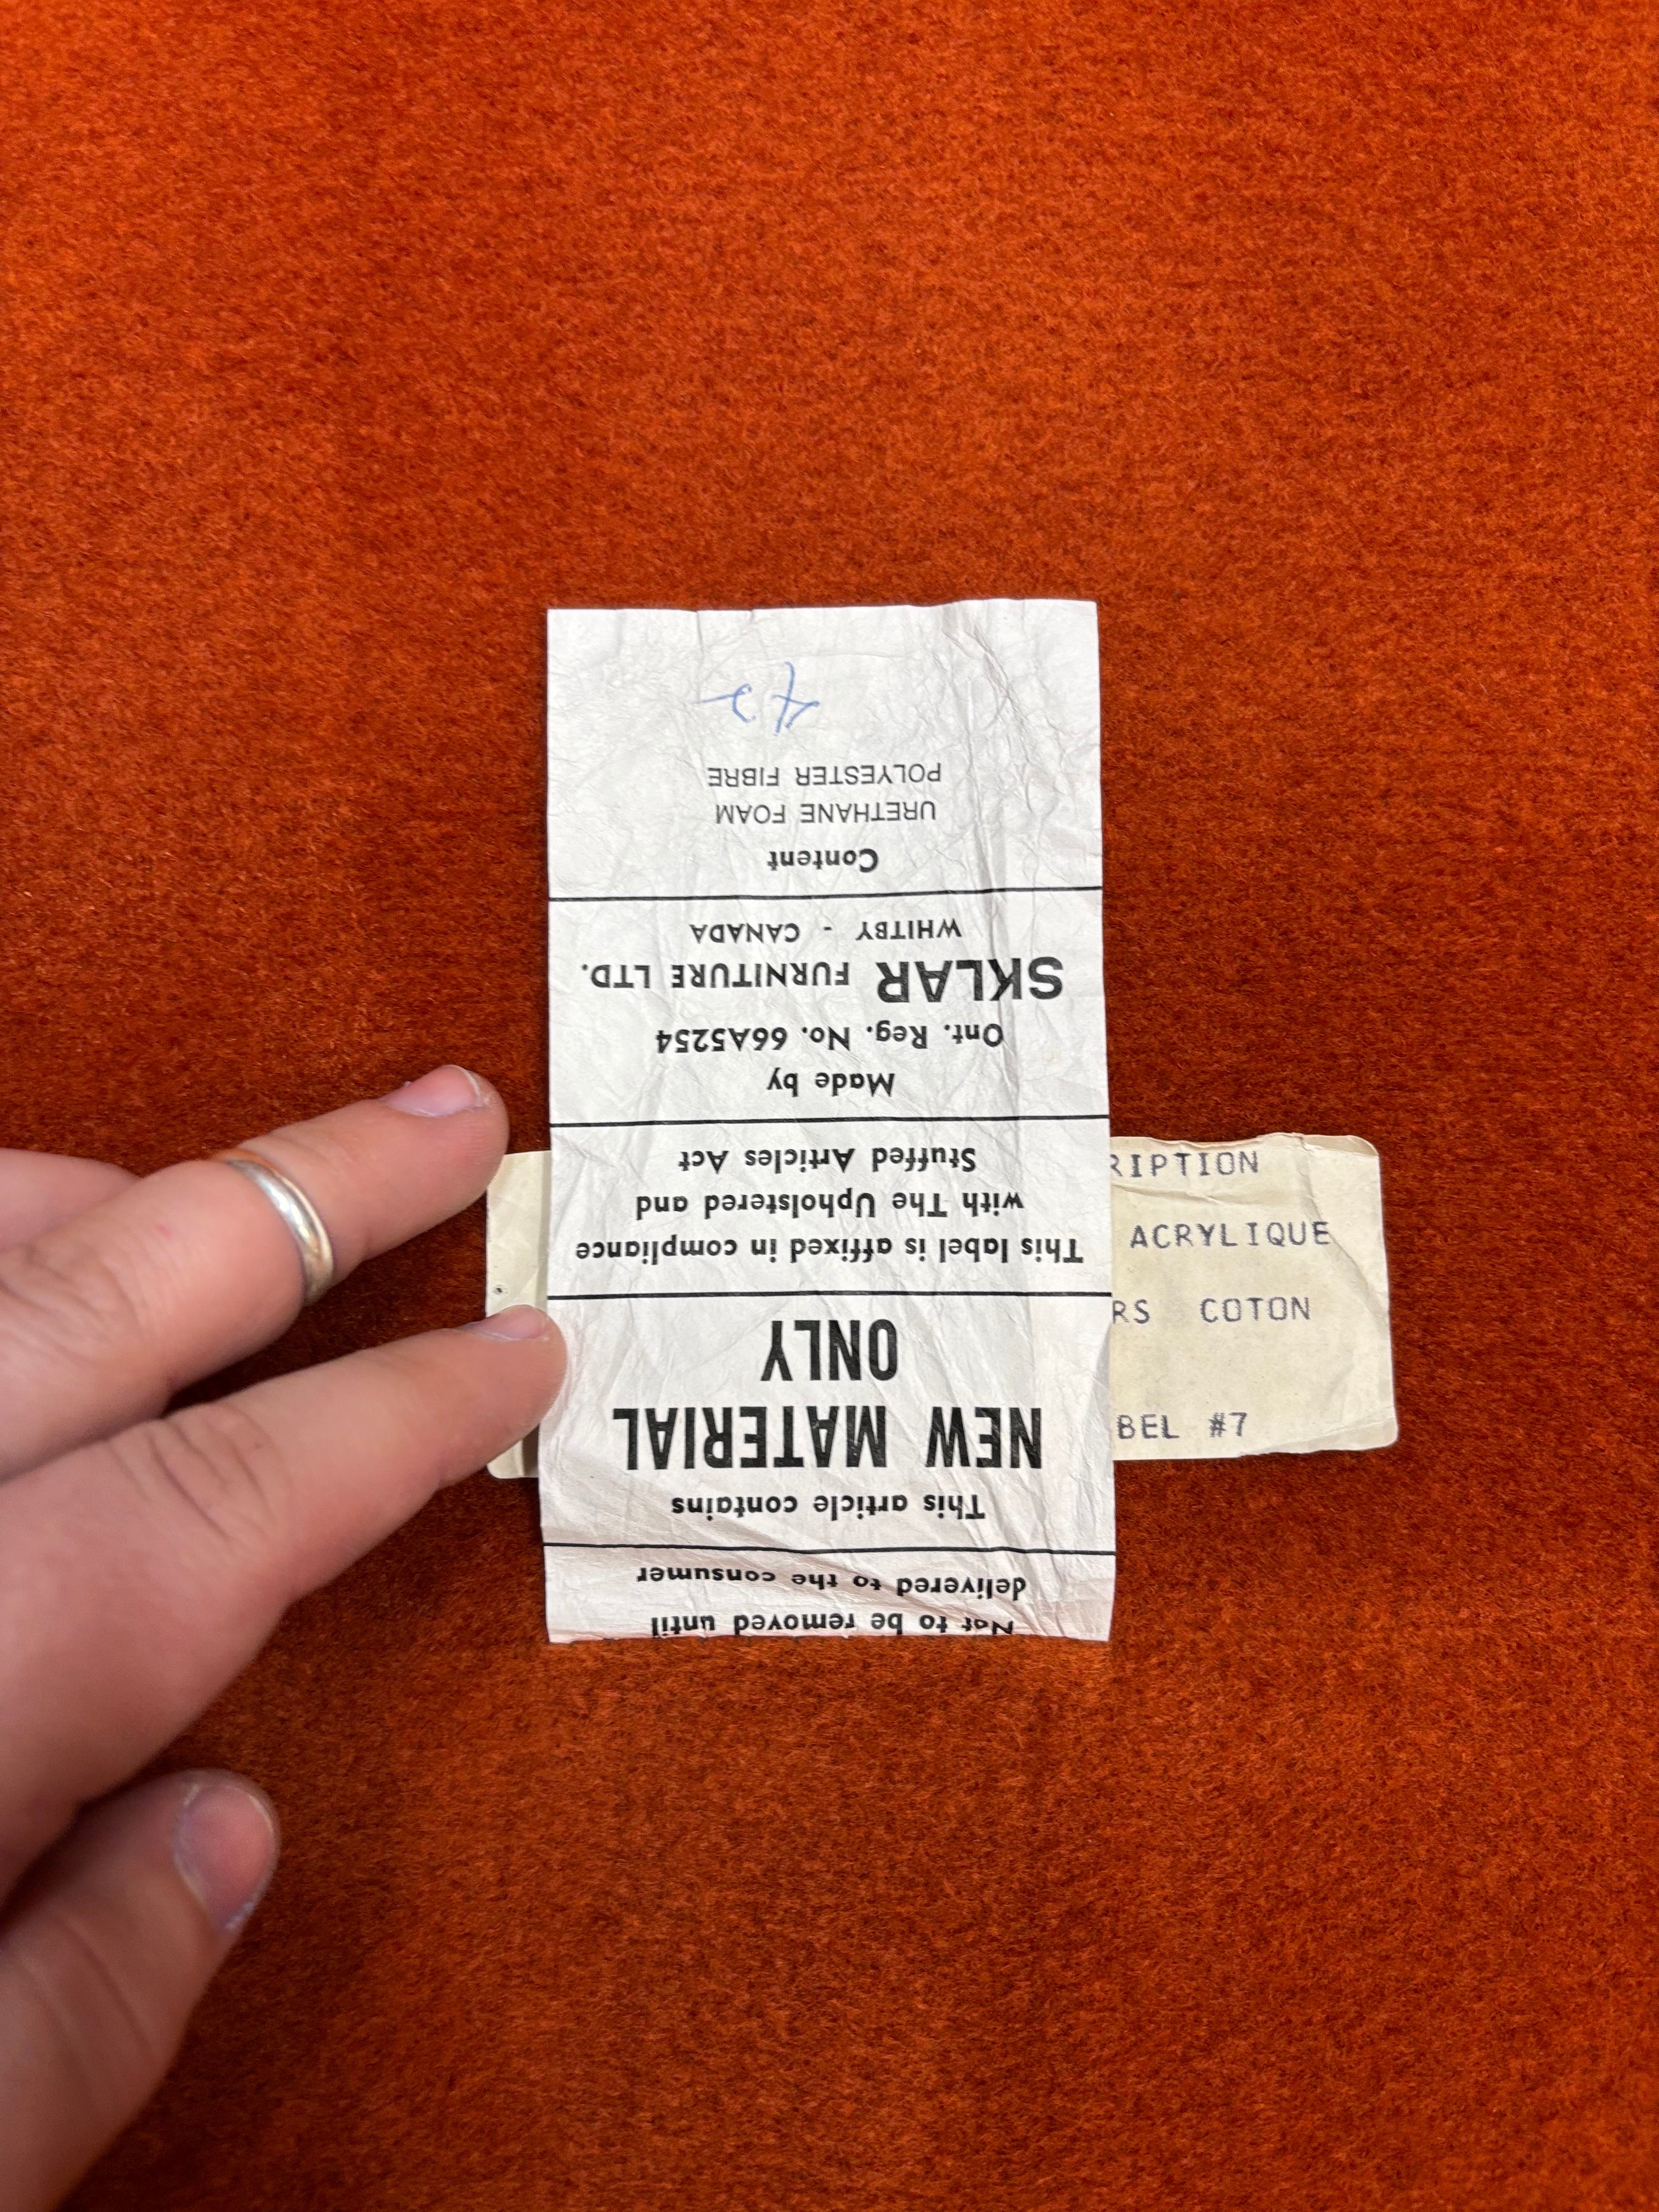 Not to be removed until
delivered to the consumer
This article contains
NEW MATERIAL
ONLY
This label is affixed in compliance
with The Upholstered and
Stuffed Articles Act
Made by
Ont. Reg. No. 66A5254
SKLAR FURNITURE LTD.
WHITBY - CANADA
Content
URETHANE FOAM
POLYESTER FIBRE
RIPTION
ACRYLIQUE
RS COTON
BEL #7